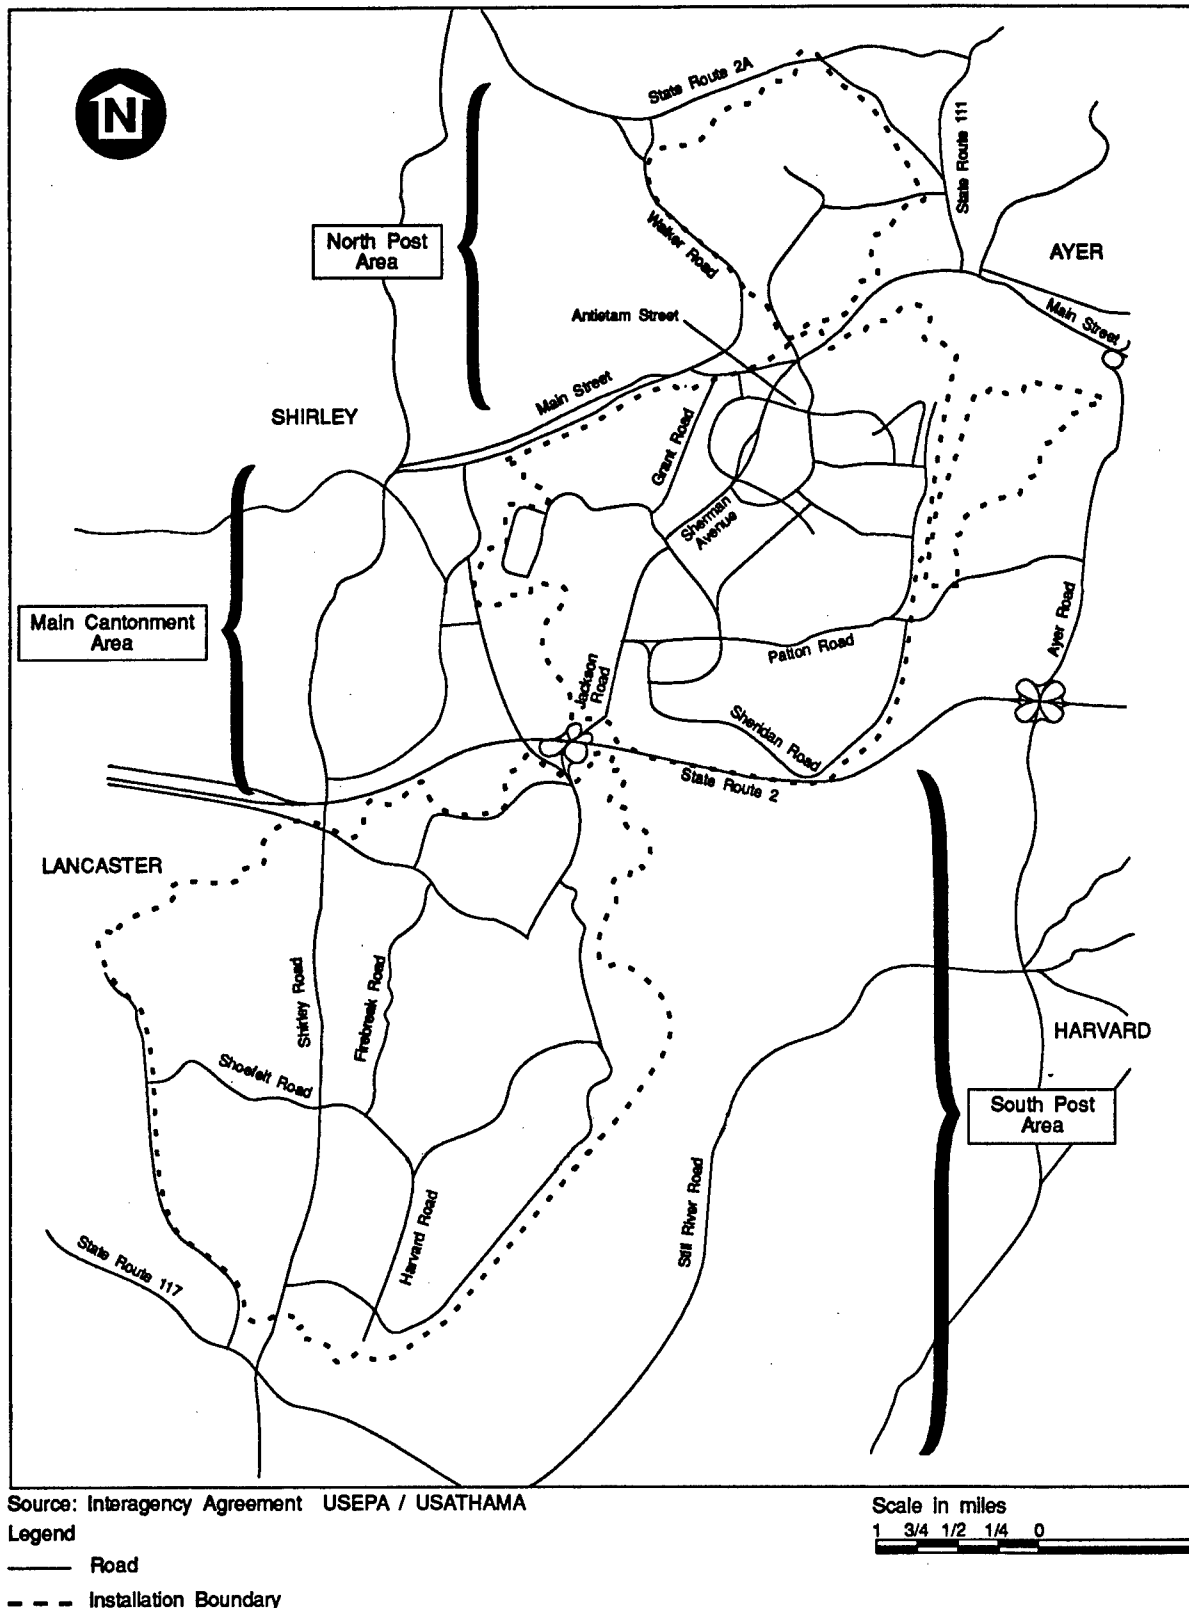 State Route 2A
N
State Route 111
North Post
Area
Walker Road
AYER
Main Street
Antietam Street
Main Street
SHIRLEY
Grant Road
Sherman
Avenue
Main Cantonment
Area
Ayer Road
Patton Road
Jackson
Road
Sheridan Road
State Route 2
LANCASTER
Shirley Road
Firebreak Road
HARVARD
Shoefelt Road
South Post
Area
Still River Road
Harvard Road
State Route 117
Source: Interagency Agreement USEPA / USATHAMA
Scale in miles
1 3/4 1/2 1/4 0
Legend
Road
Installation Boundary